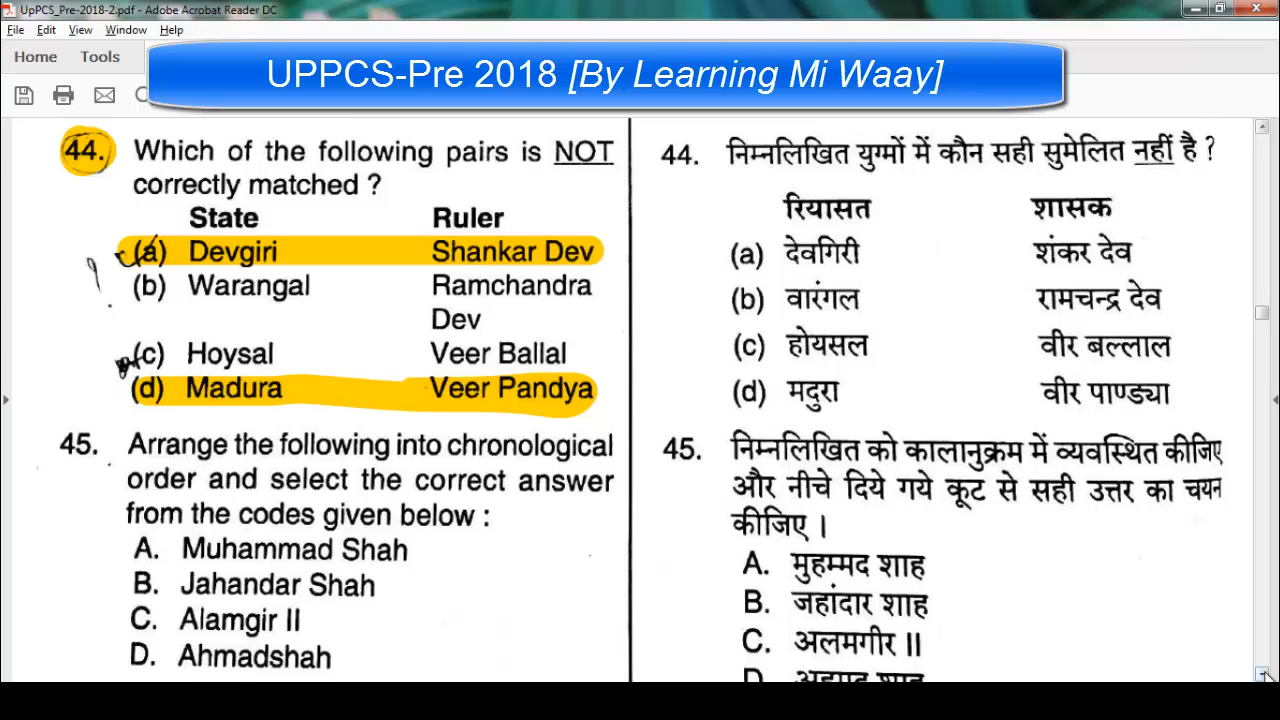 UpPCS_Pre-2018-2.pdf - Adobe Acrobat Reader DC
File Edit View Window Help
Home Tools
UPPCS-Pre 2018 [By Learning Mi Waay]
44. Which of the following pairs is NOT
correctly matched ?
State Ruler
(a) Devgiri Shankar Dev
(b) Warangal Ramchandra
Dev
(c) Hoysal Veer Ballal
(d) Madura Veer Pandya
45. Arrange the following into chronological
order and select the correct answer
from the codes given below :
A. Muhammad Shah
B. Jahandar Shah
C. Alamgir II
D. Ahmadshah
44. निम्नलिखित युग्मों में कौन सही सुमेलित नहीं है ?
रियासत शासक
(a) देवगिरी शंकर देव
(b) वारंगल रामचन्द्र देव
(c) होयसल वीर बल्लाल
(d) मदुरा वीर पाण्ड्या
45. निम्नलिखित को कालानुक्रम में व्यवस्थित कीजिए
और नीचे दिये गये कूट से सही उत्तर का चयन
कीजिए ।
A. मुहम्मद शाह
B. जहांदार शाह
C. अलमगीर II
D. अहमद शाह